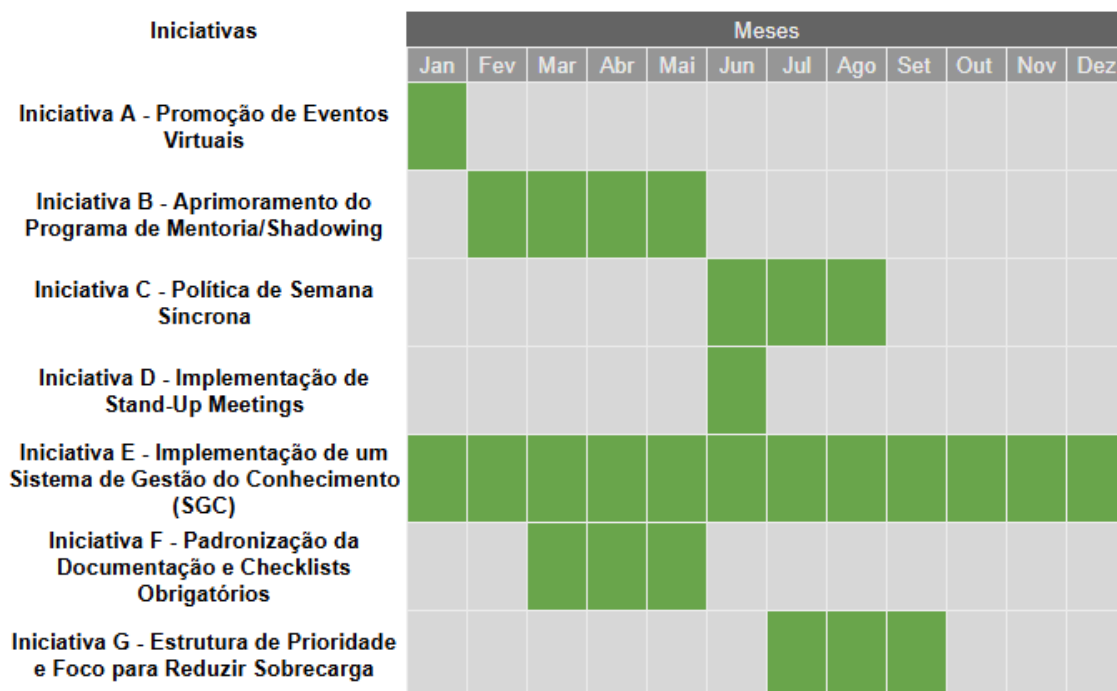 Iniciativas
Meses
Jan Fev Mar Abr Mai Jun Jul Ago Set Out Nov Dez
Iniciativa A - Promoção de Eventos
Virtuais
Iniciativa B - Aprimoramento do
Programa de Mentoria/Shadowing
Iniciativa C - Política de Semana
Síncrona
Iniciativa D - Implementação de
Stand-Up Meetings
Iniciativa E - Implementação de um
Sistema de Gestão do Conhecimento
(SGC)
Iniciativa F - Padronização da
Documentação e Checklists
Obrigatórios
Iniciativa G - Estrutura de Prioridade
e Foco para Reduzir Sobrecarga